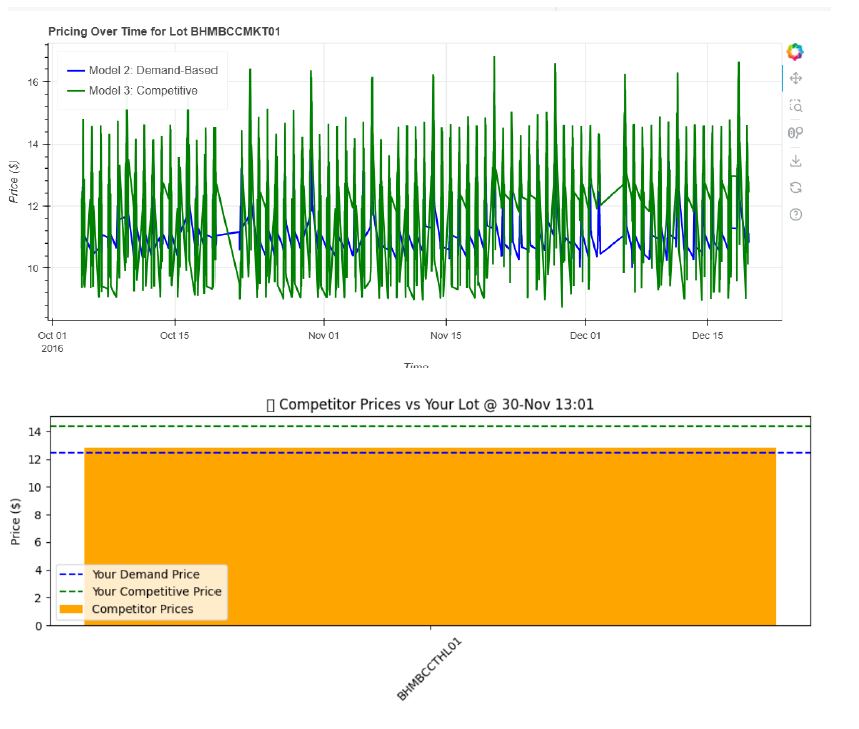 Pricing Over Time for Lot BHMBCCMKT01
Model 2: Demand-Based
Model 3: Competitive
Price ($)
16
14
12
10
Oct 01
2016
Oct 15
Nov 01
Nov 15
Dec 01
Dec 15
Time
Competitor Prices vs Your Lot @ 30-Nov 13:01
Price ($)
14
12
10
8
6
4
2
0
Your Demand Price
Your Competitive Price
Competitor Prices
BHMBCCTHL01